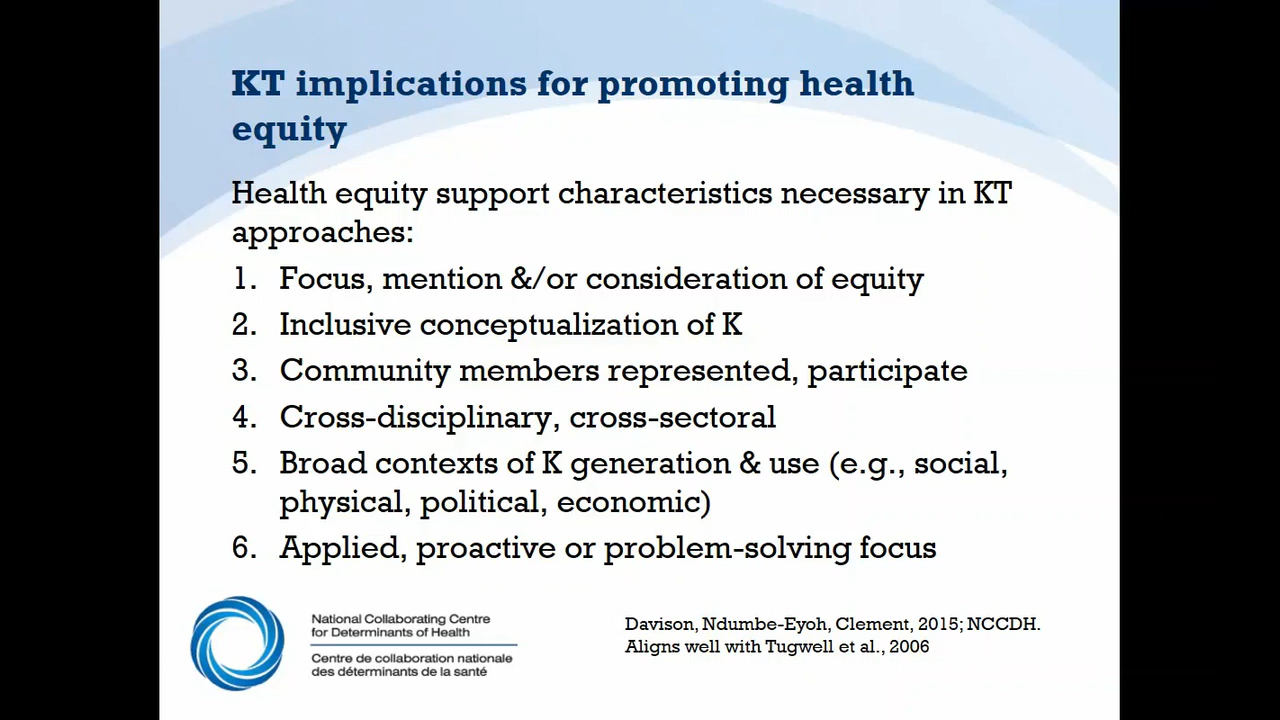 KT implications for promoting health
equity
Health equity support characteristics necessary in KT
approaches:
1. Focus, mention &/or consideration of equity
2. Inclusive conceptualization of K
3. Community members represented, participate
4. Cross-disciplinary, cross-sectoral
5. Broad contexts of K generation & use (e.g., social,
physical, political, economic)
6. Applied, proactive or problem-solving focus
National Collaborating Centre
for Determinants of Health
Centre de collaboration nationale
des déterminants de la santé
Davison, Ndumbe-Eyoh, Clement, 2015; NCCDH.
Aligns well with Tugwell et al., 2006